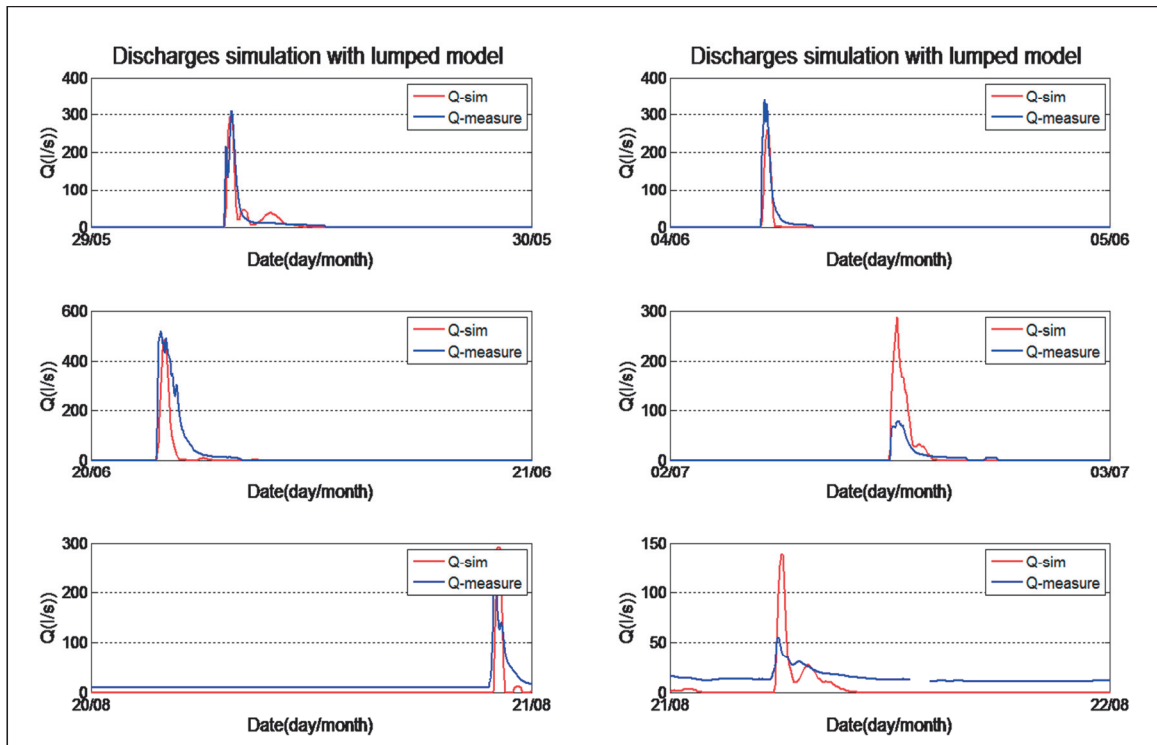 Discharges simulation with lumped model
400
300
200
100
0
Q(l/s))
Q-sim
Q-measure
29/05
30/05
Date(day/month)
Discharges simulation with lumped model
400
300
200
100
0
Q(l/s))
Q-sim
Q-measure
04/06
05/06
Date(day/month)
600
400
200
0
Q(l/s))
Q-sim
Q-measure
20/06
21/06
Date(day/month)
300
200
100
0
Q(l/s))
Q-sim
Q-measure
02/07
03/07
Date(day/month)
300
200
100
0
Q(l/s))
Q-sim
Q-measure
20/08
21/08
Date(day/month)
150
100
50
0
Q(l/s))
Q-sim
Q-measure
21/08
22/08
Date(day/month)